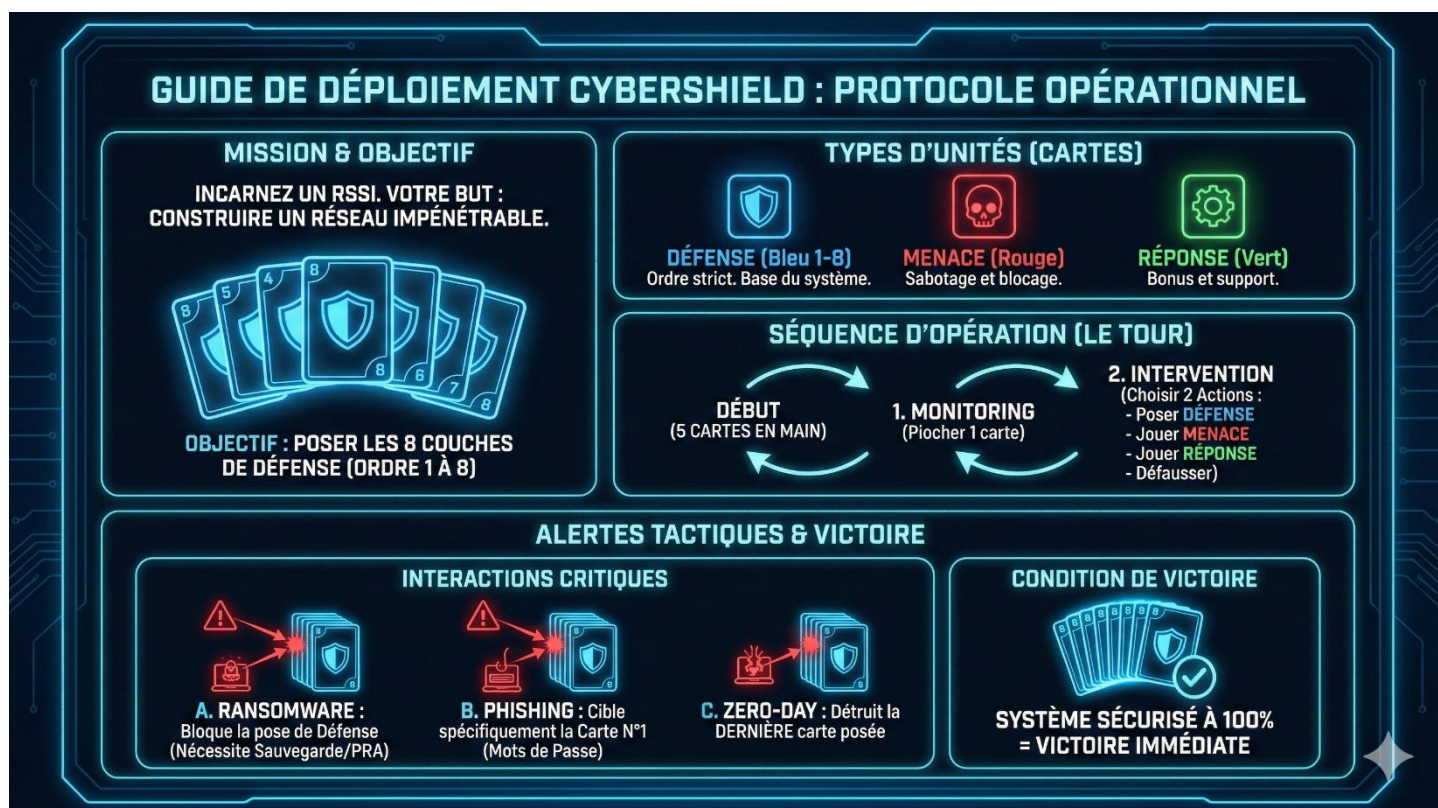 GUIDE DE DÉPLOIEMENT CYBERSHIELD : PROTOCOLE OPÉRATIONNEL
MISSION & OBJECTIF
INCARNEZ UN RSSI. VOTRE BUT :
CONSTRUIRE UN RÉSEAU IMPÉNÉTRABLE.
8
5
4
8
8
6
7
8
OBJECTIF : POSER LES 8 COUCHES
DE DÉFENSE (ORDRE 1 À 8)
TYPES D'UNITÉS (CARTES)
DÉFENSE (Bleu 1-8)
Ordre strict. Base du système.
MENACE (Rouge)
Sabotage et blocage.
RÉPONSE (Vert)
Bonus et support.
SÉQUENCE D'OPÉRATION (LE TOUR)
DÉBUT
(5 CARTES EN MAIN)
1. MONITORING
(Piocher 1 carte)
2. INTERVENTION
(Choisir 2 Actions :
- Poser DÉFENSE
- Jouer MENACE
- Jouer RÉPONSE
- Défausser)
ALERTES TACTIQUES & VICTOIRE
INTERACTIONS CRITIQUES
A. RANSOMWARE :
Bloque la pose de Défense
(Nécessite Sauvegarde/PRA)
B. PHISHING : Cible
spécifiquement la Carte N°1
(Mots de Passe)
C. ZERO-DAY : Détruit la
DERNIÈRE carte posée
CONDITION DE VICTOIRE
SYSTÈME SÉCURISÉ À 100%
= VICTOIRE IMMÉDIATE